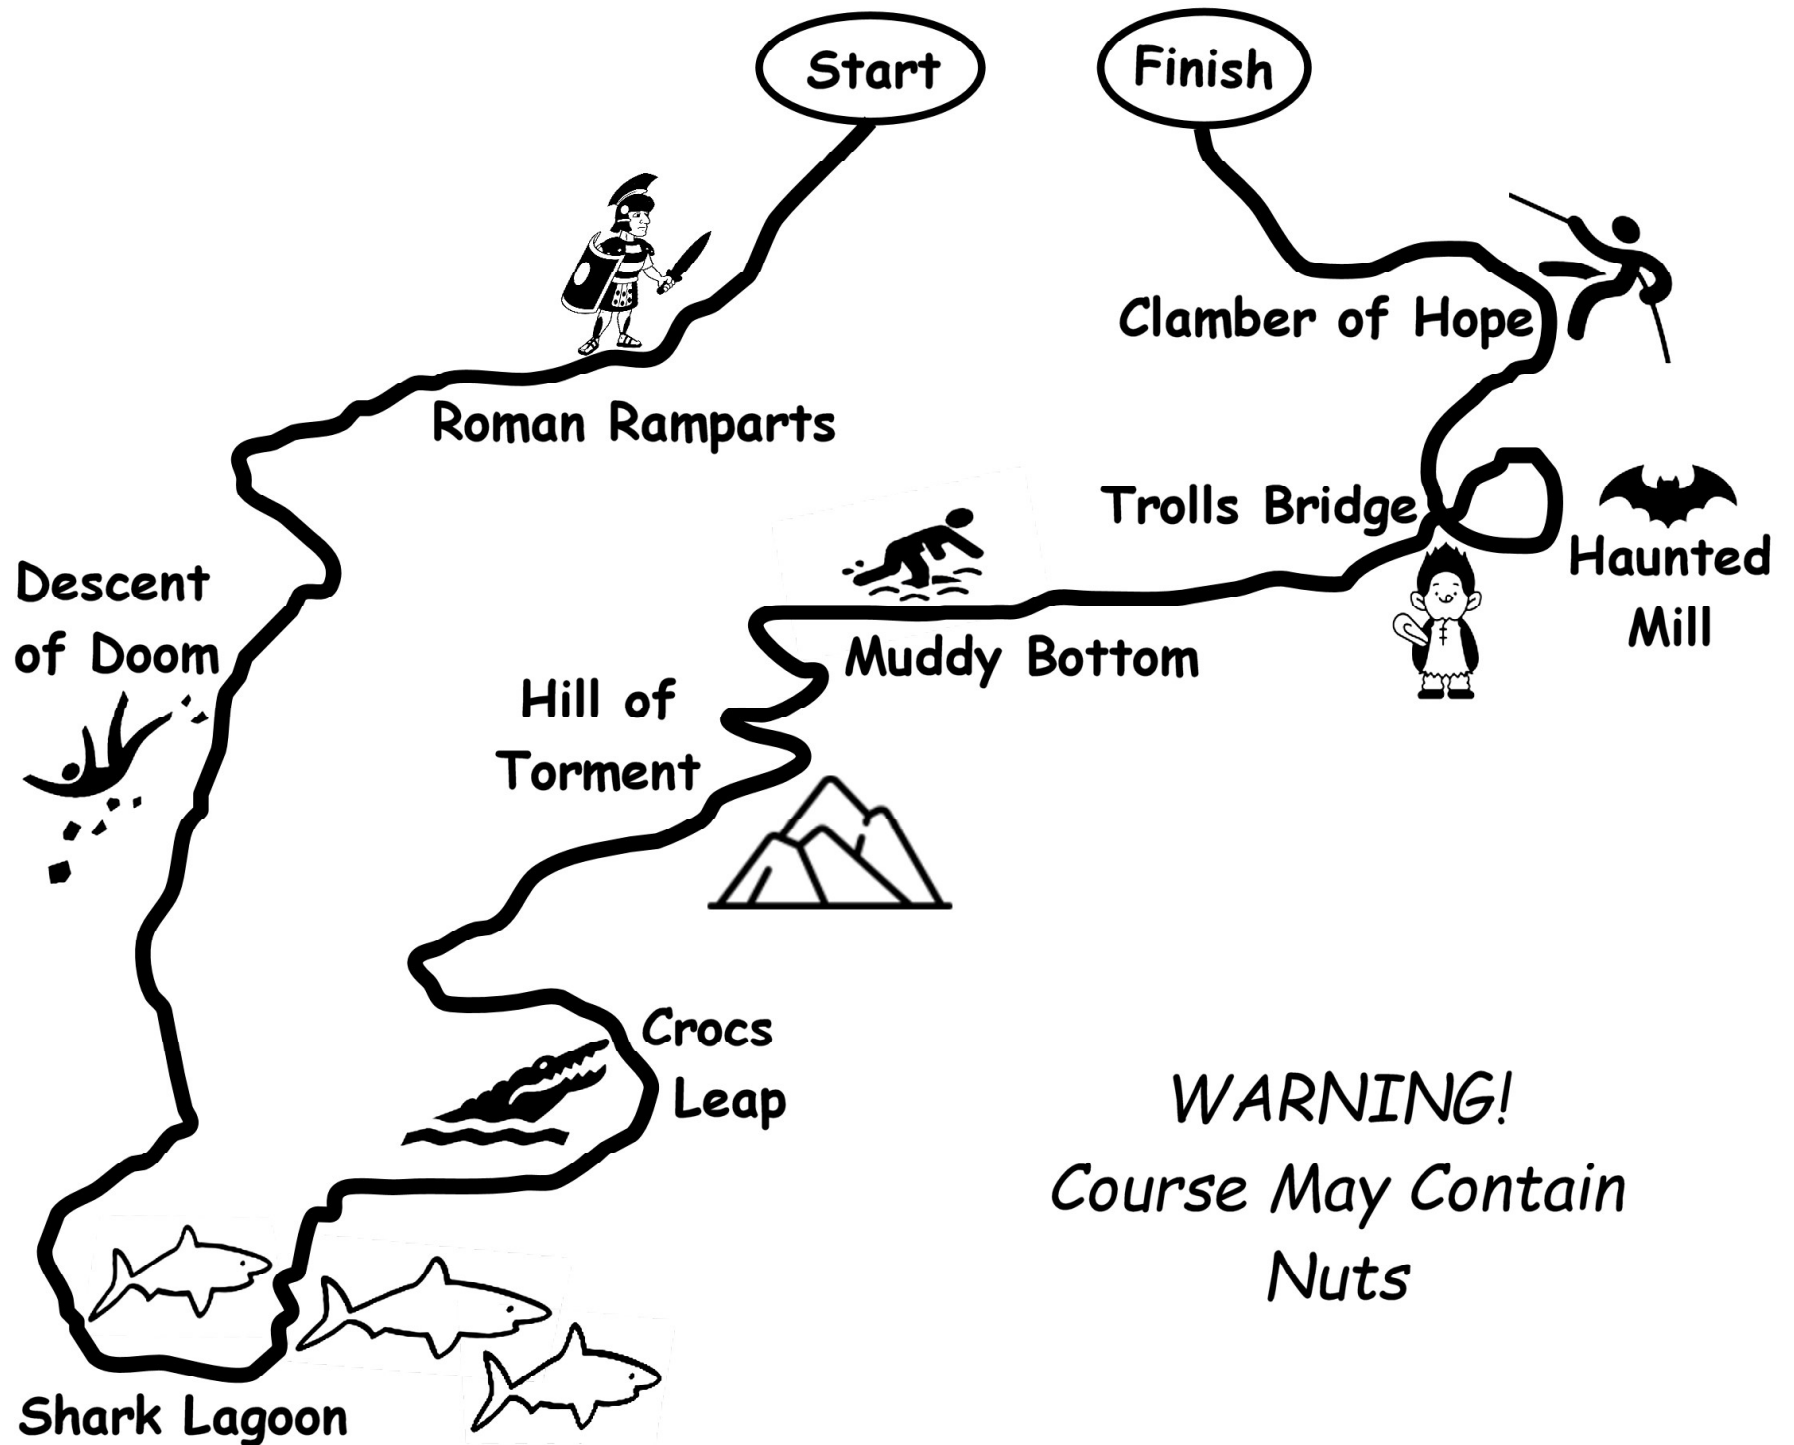 Start
Finish
Clamber of Hope
Roman Ramparts
Trolls Bridge
Haunted
Mill
Descent
of Doom
Muddy Bottom
Hill of
Torment
Crocs
Leap
WARNING!
Course May Contain
Nuts
Shark Lagoon